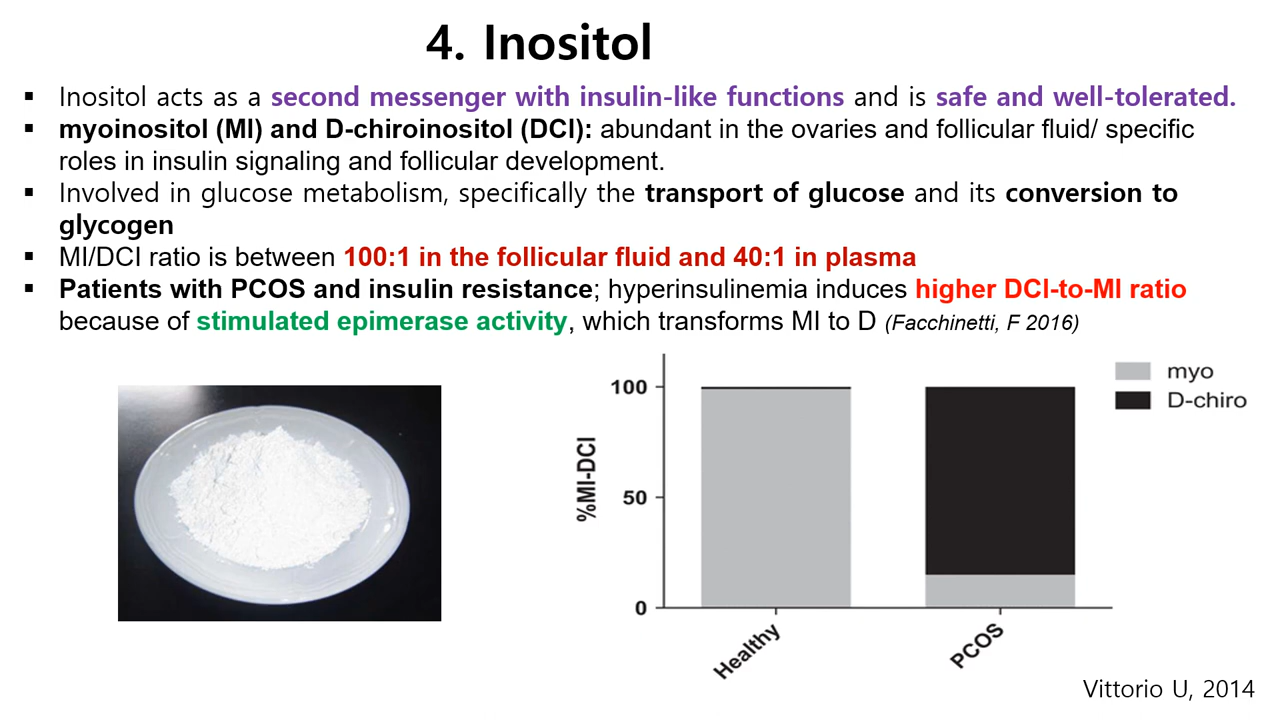 4. Inositol
▪ Inositol acts as a second messenger with insulin-like functions and is safe and well-tolerated.
▪ myoinositol (MI) and D-chiroinositol (DCI): abundant in the ovaries and follicular fluid/ specific
roles in insulin signaling and follicular development.
▪ Involved in glucose metabolism, specifically the transport of glucose and its conversion to
glycogen
▪ MI/DCI ratio is between 100:1 in the follicular fluid and 40:1 in plasma
▪ Patients with PCOS and insulin resistance; hyperinsulinemia induces higher DCI-to-MI ratio
because of stimulated epimerase activity, which transforms MI to D (Facchinetti, F 2016)
myo
D-chiro
%MI-DCI
100
50
0
Healthy
PCOS
Vittorio U, 2014